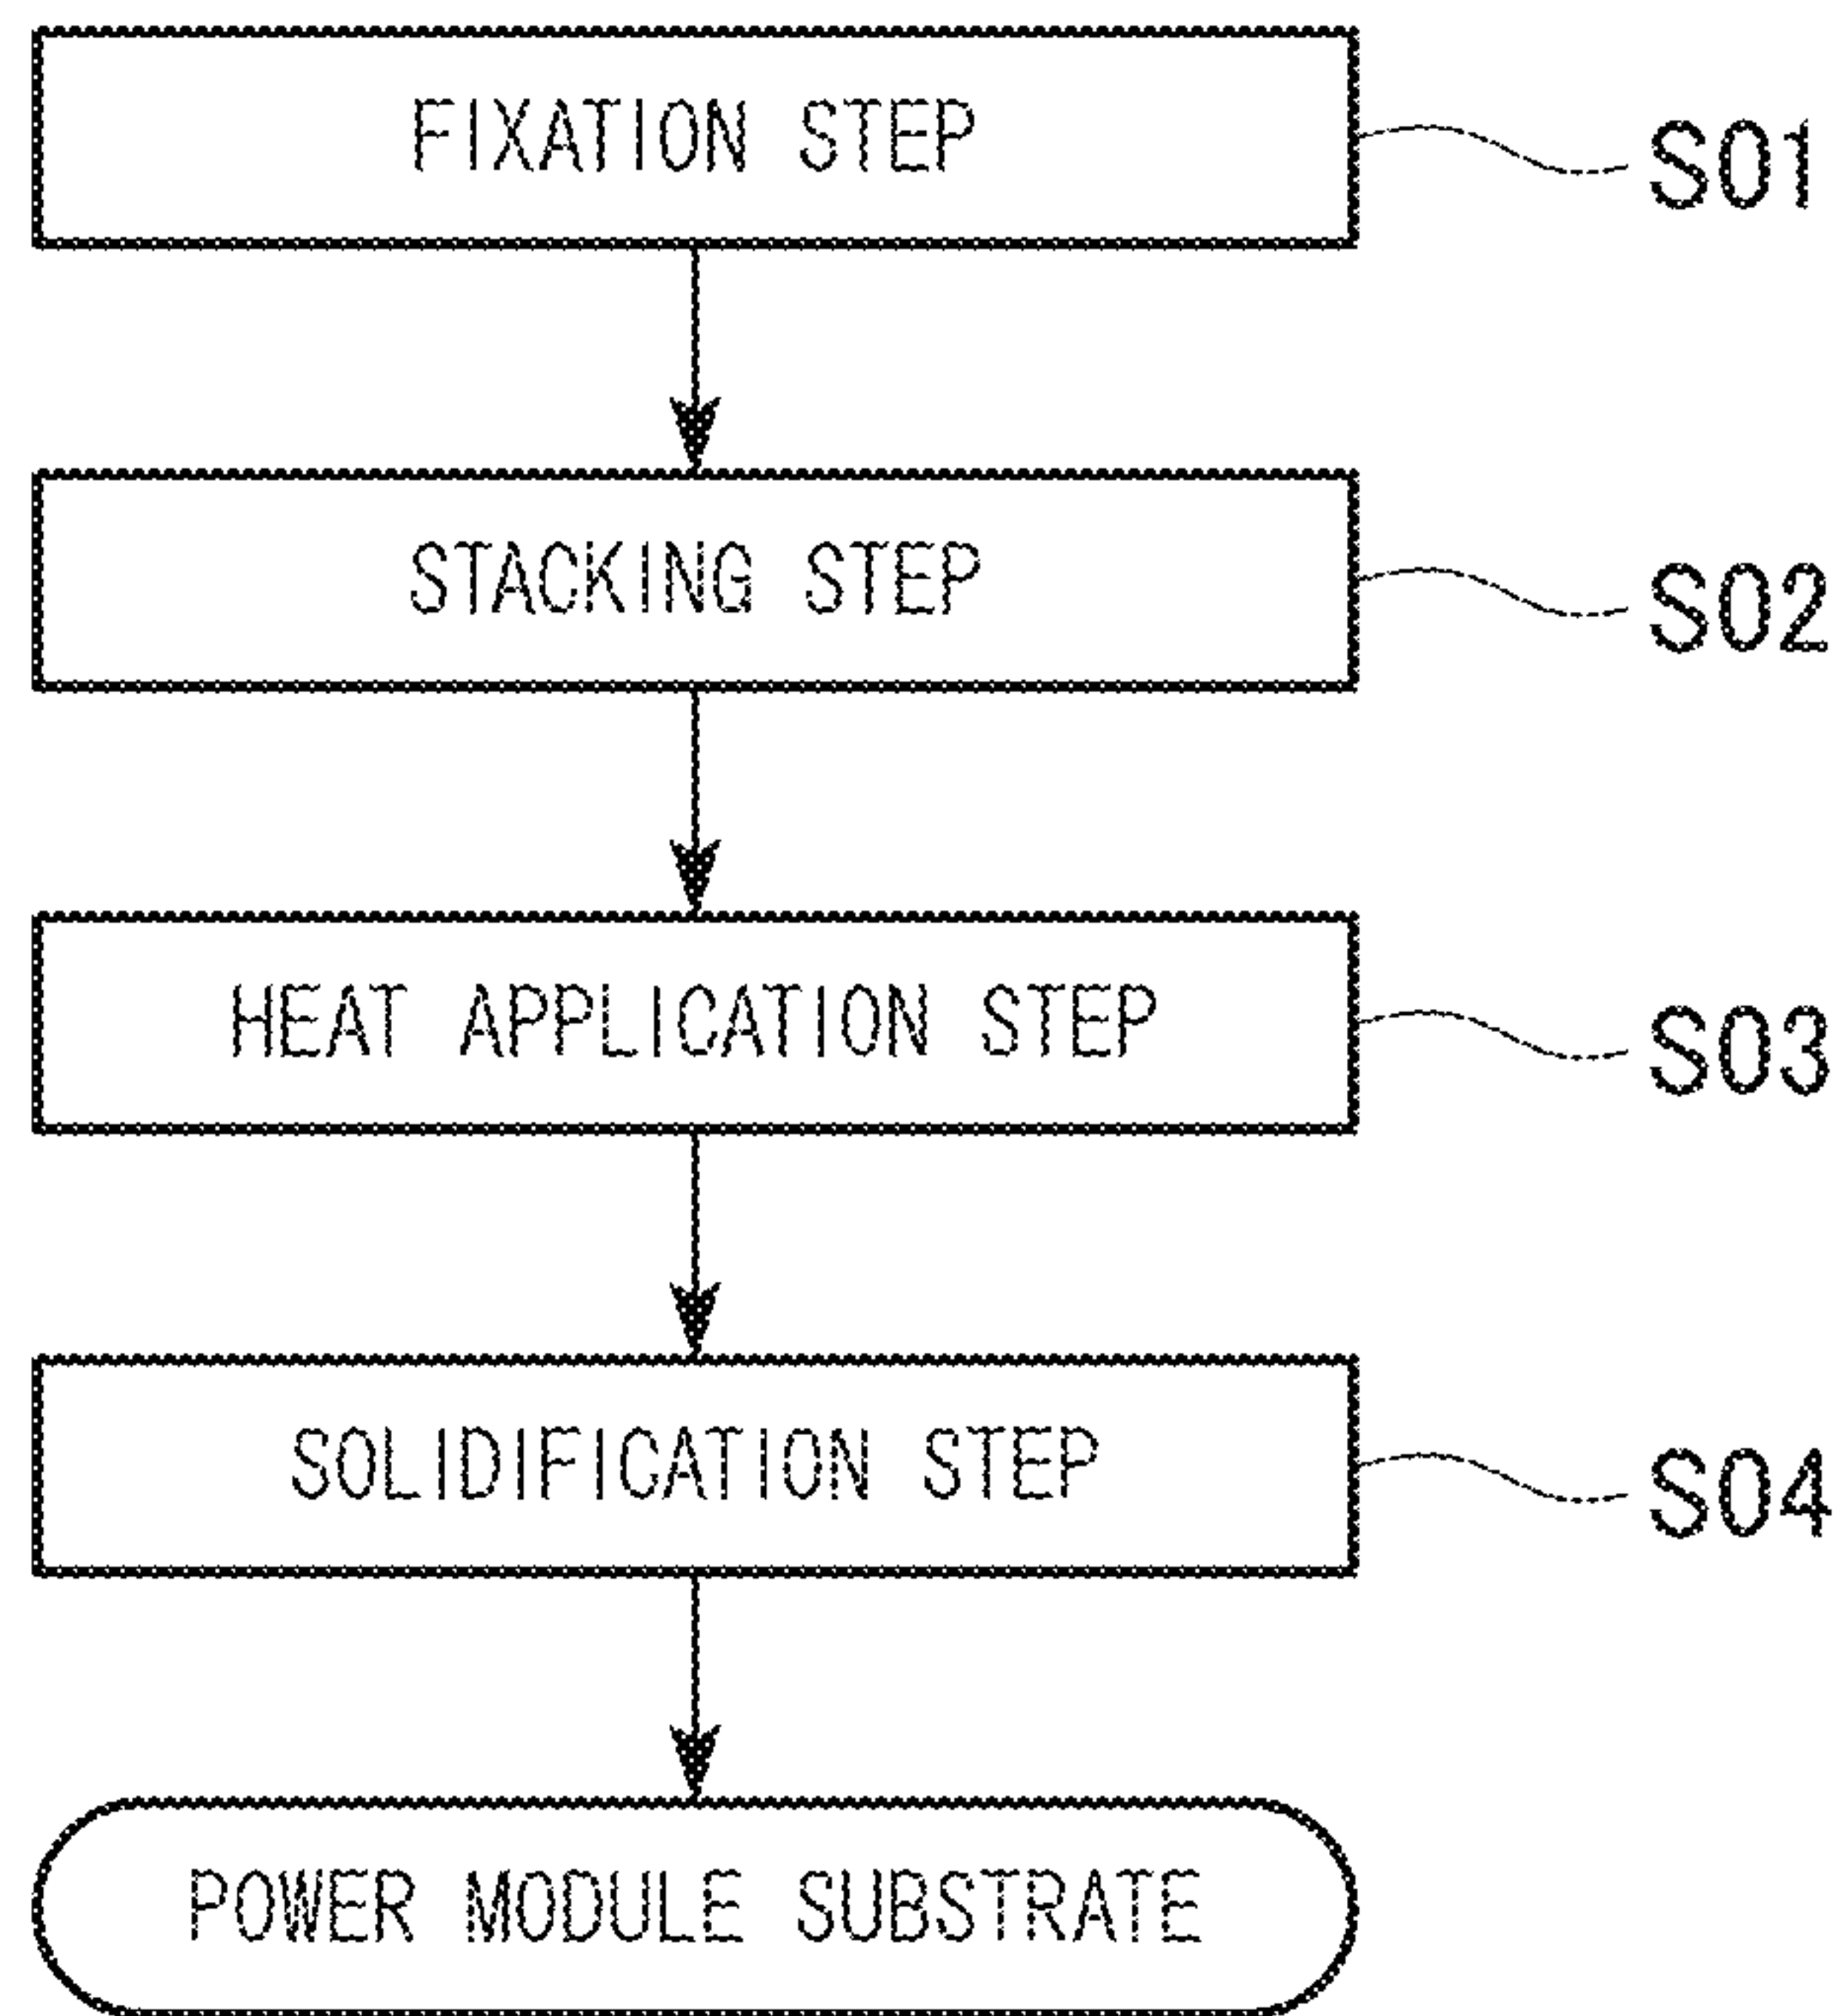 FIXATION STEP
S01
STACKING STEP
S02
HEAT APPLICATION STEP
S03
SOLIDIFICATION STEP
S04
POWER MODULE SUBSTRATE